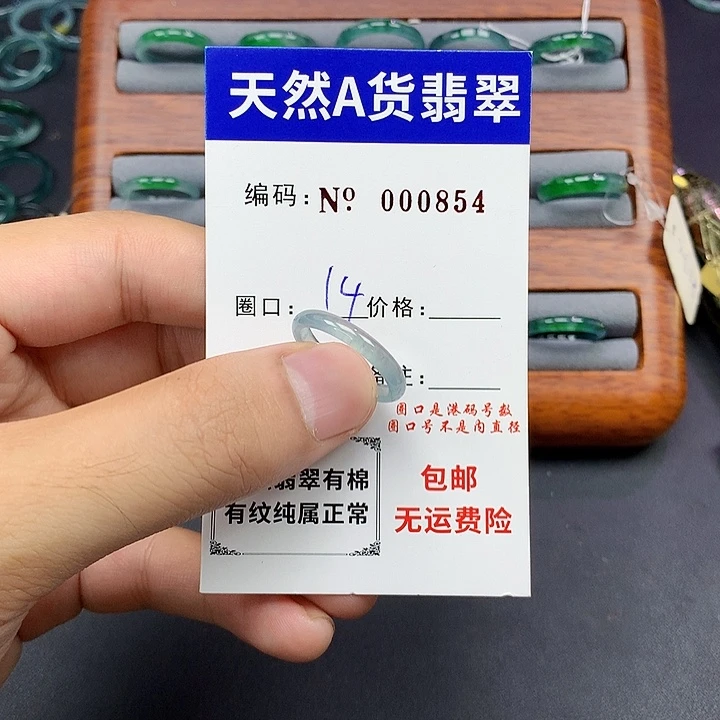 天然A货翡翠
编码: Nº 000854
圈口: 14 价格:
备注:
圈口是港码号数
圈口号不是内直径
翡翠有棉
有纹纯属正常
包邮
无运费险